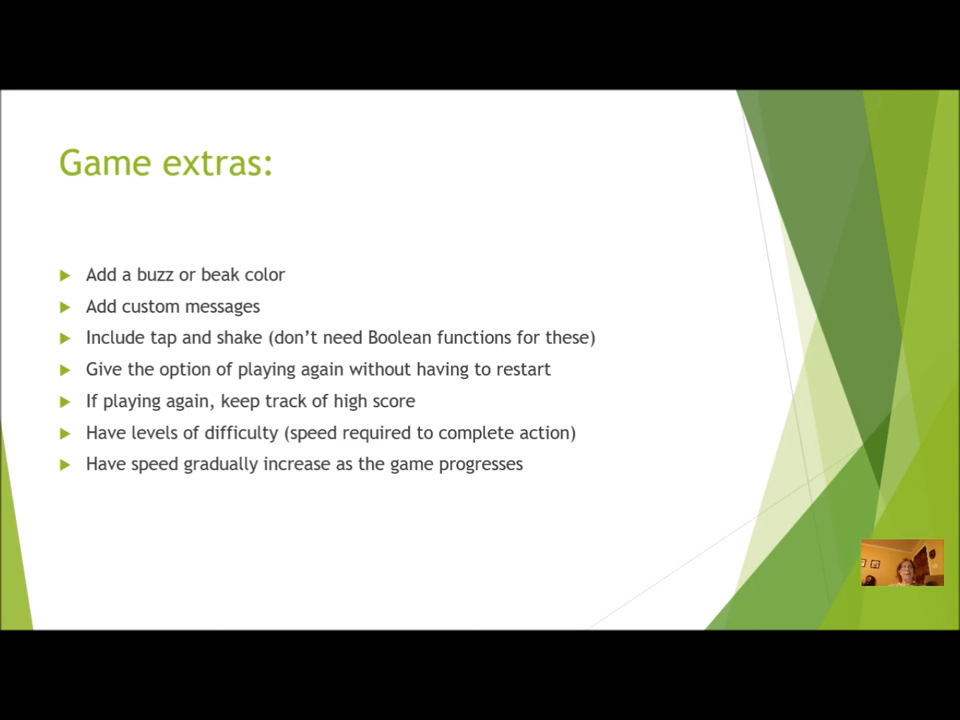 Game extras:
Add a buzz or beak color
Add custom messages
Include tap and shake (don't need Boolean functions for these)
Give the option of playing again without having to restart
If playing again, keep track of high score
Have levels of difficulty (speed required to complete action)
Have speed gradually increase as the game progresses